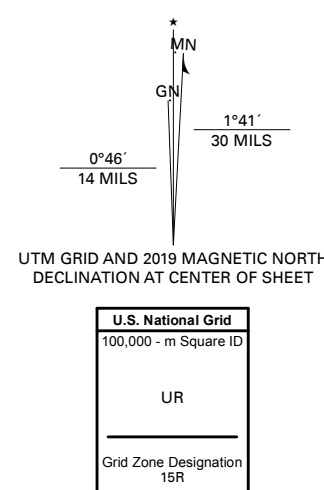 ★
MN
GN
1°41´
30 MILS
0°46´
14 MILS
UTM GRID AND 2019 MAGNETIC NORTH
DECLINATION AT CENTER OF SHEET
U.S. National Grid
100,000 - m Square ID
UR
Grid Zone Designation
15R